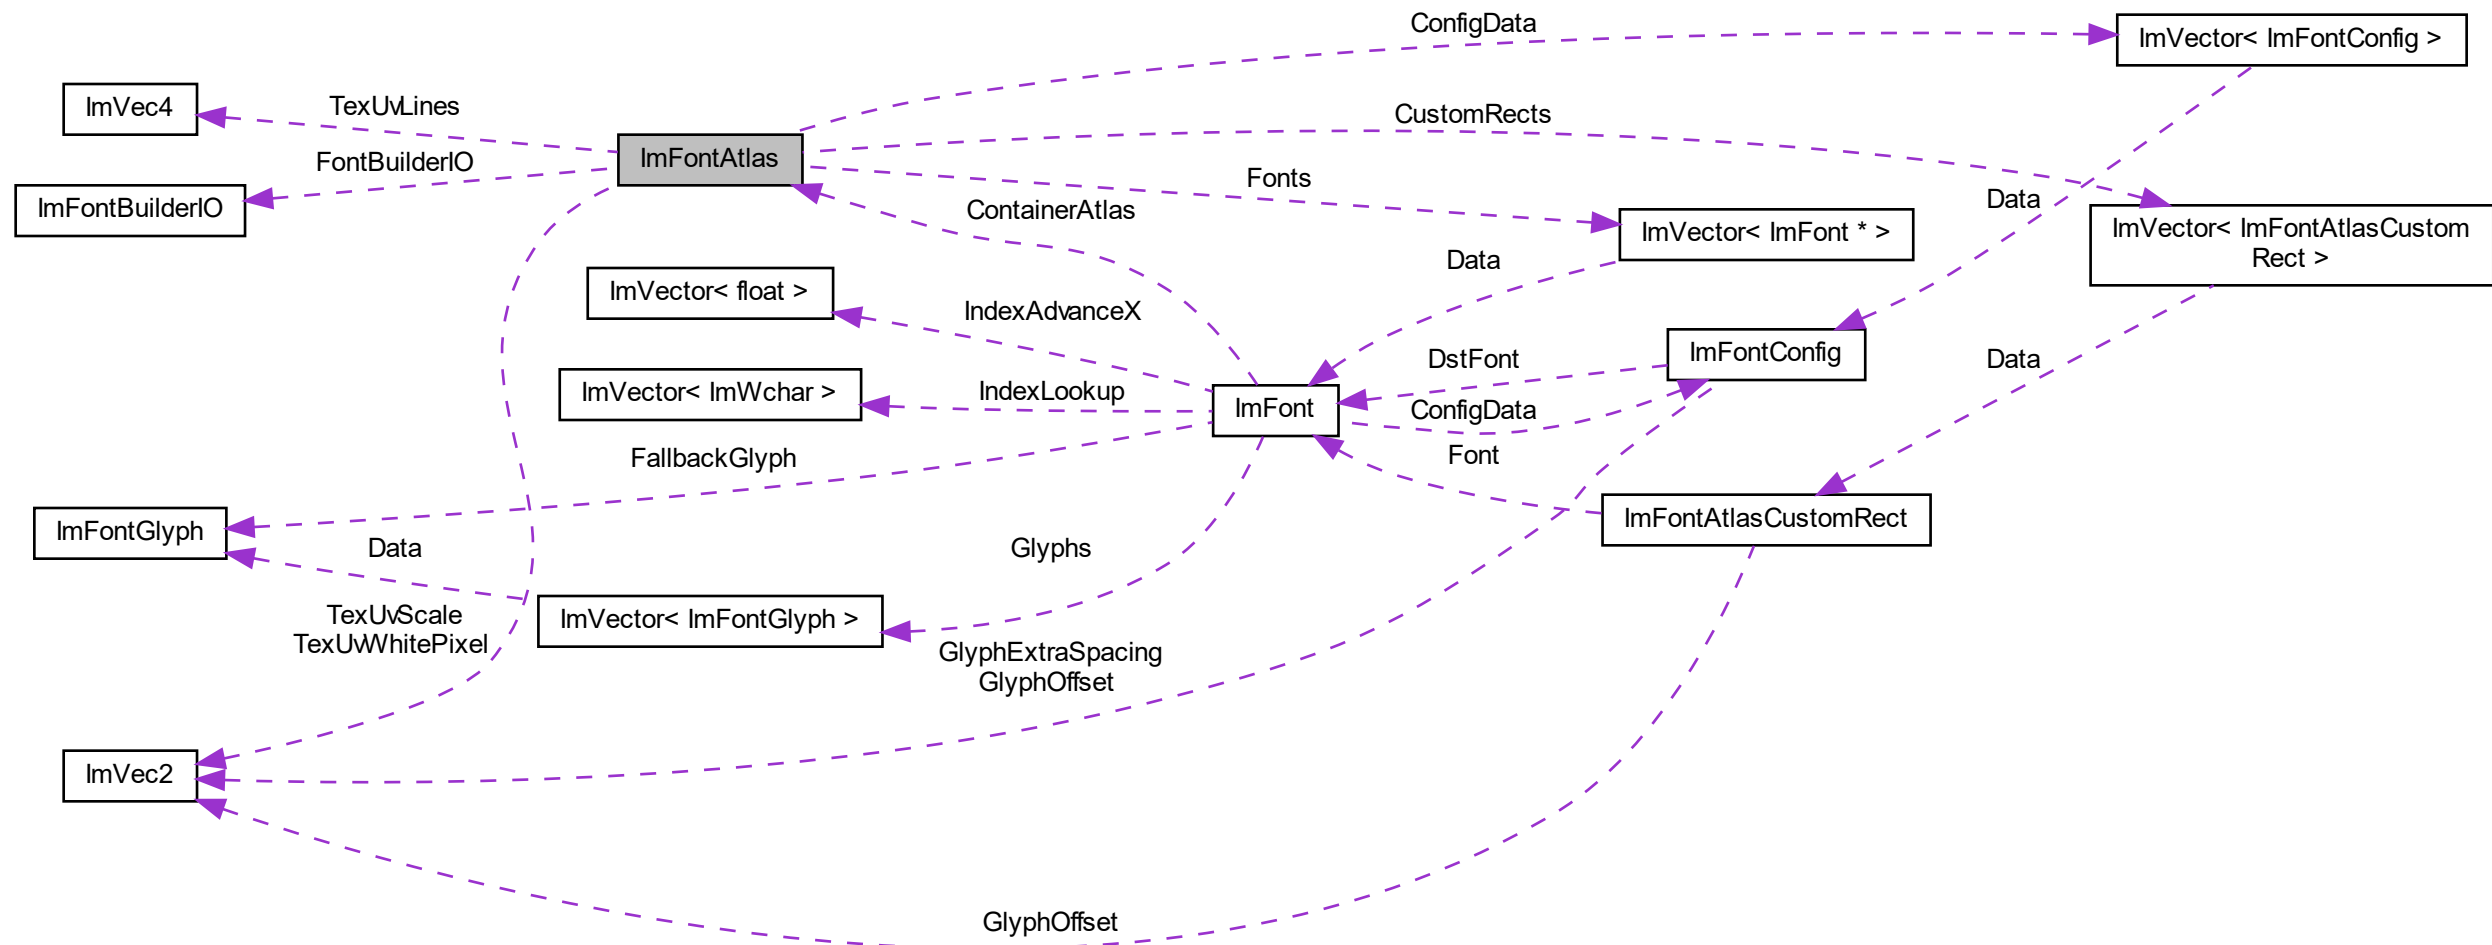 ConfigData
ImVector< ImFontConfig >
ImVec4
TexUvLines
CustomRects
ImFontAtlas
FontBuilderIO
Fonts
Data
ImFontBuilderIO
ContainerAtlas
ImVector< ImFont * >
ImVector< ImFontAtlasCustom
Rect >
Data
ImVector< float >
IndexAdvanceX
DstFont
ImFontConfig
Data
ImVector< ImWchar >
IndexLookup
ImFont
ConfigData
FallbackGlyph
Font
ImFontGlyph
Data
Glyphs
ImFontAtlasCustomRect
TexUvScale
TexUvWhitePixel
ImVector< ImFontGlyph >
GlyphExtraSpacing
GlyphOffset
ImVec2
GlyphOffset